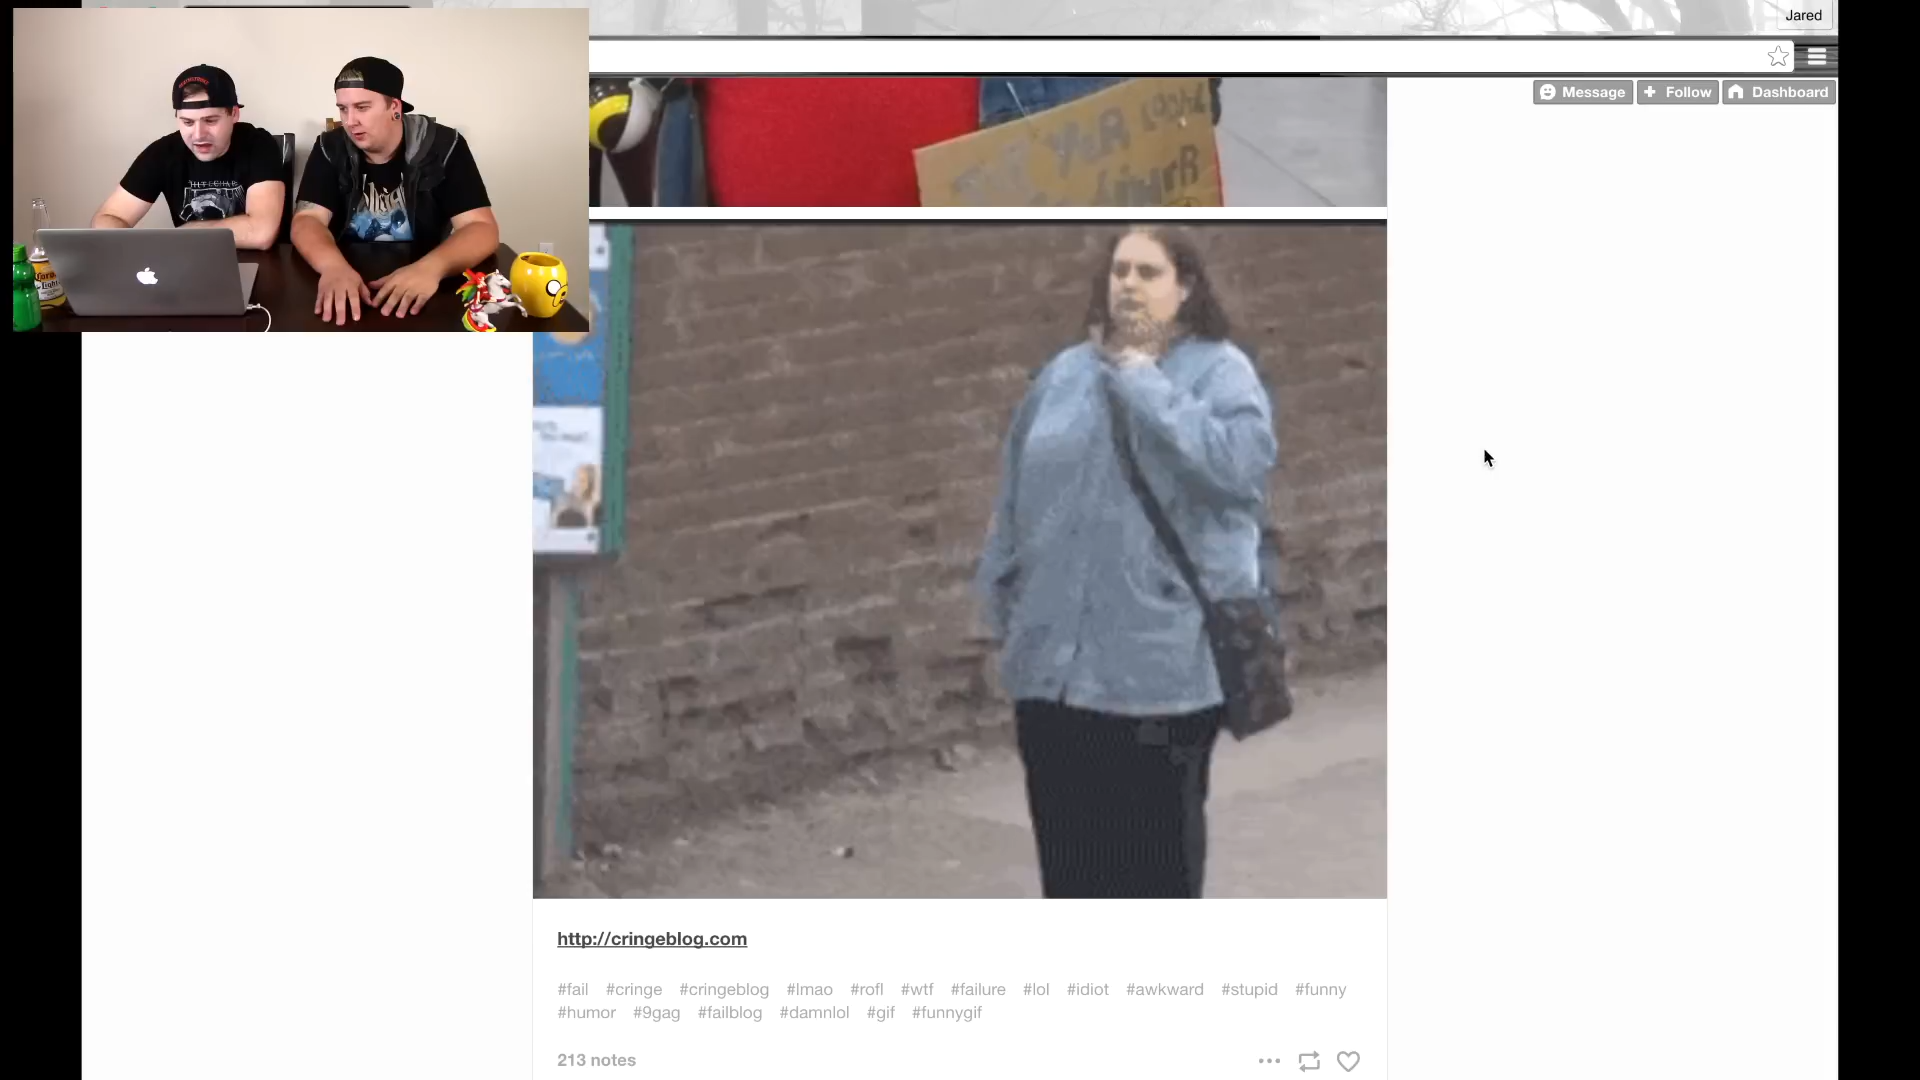 Jared
Message
Follow
Dashboard
YOUR
http://cringeblog.com
#fail #cringe #cringeblog #lmao #rofl #wtf #failure #lol #idiot #awkward #stupid #funny
#humor #9gag #failblog #damnlol #gif #funnygif
213 notes